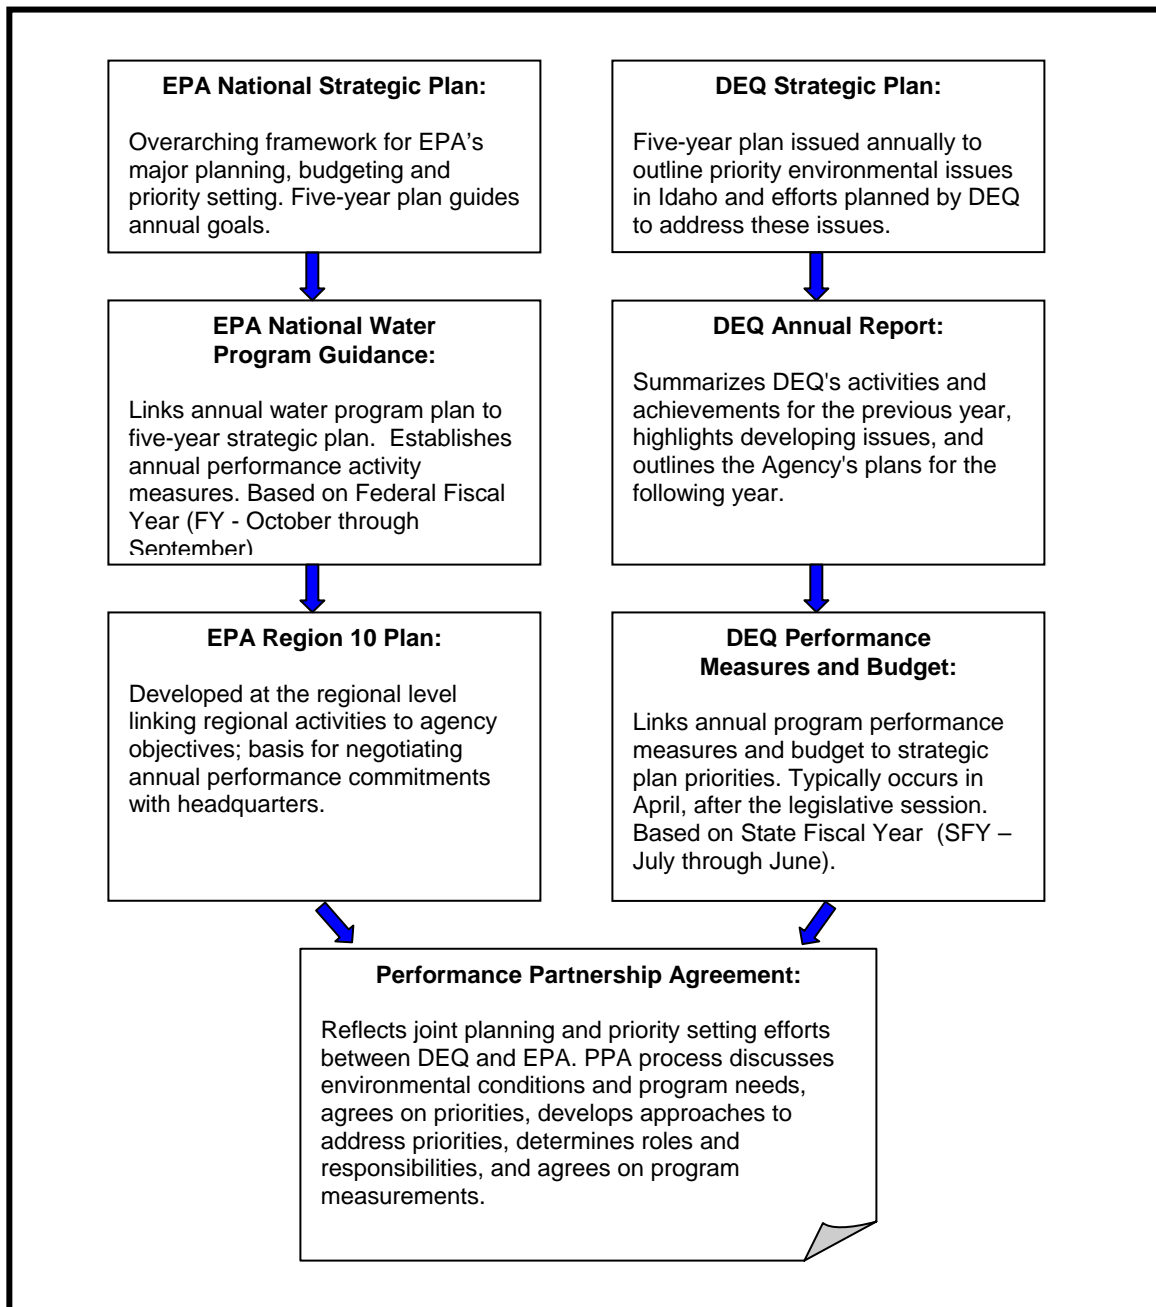 EPA National Strategic Plan:
Overarching framework for EPA’s
major planning, budgeting and
priority setting. Five-year plan guides
annual goals.
DEQ Strategic Plan:
Five-year plan issued annually to
outline priority environmental issues
in Idaho and efforts planned by DEQ
to address these issues.
EPA National Water
Program Guidance:
Links annual water program plan to
five-year strategic plan.  Establishes
annual performance activity
measures. Based on Federal Fiscal
Year (FY - October through
September)
DEQ Annual Report:
Summarizes DEQ's activities and
achievements for the previous year,
highlights developing issues, and
outlines the Agency's plans for the
following year.
EPA Region 10 Plan:
Developed at the regional level
linking regional activities to agency
objectives; basis for negotiating
annual performance commitments
with headquarters.
DEQ Performance
Measures and Budget:
Links annual program performance
measures and budget to strategic
plan priorities. Typically occurs in
April, after the legislative session.
Based on State Fiscal Year  (SFY –
July through June).
Performance Partnership Agreement:
Reflects joint planning and priority setting efforts
between DEQ and EPA. PPA process discusses
environmental conditions and program needs,
agrees on priorities, develops approaches to
address priorities, determines roles and
responsibilities, and agrees on program
measurements.